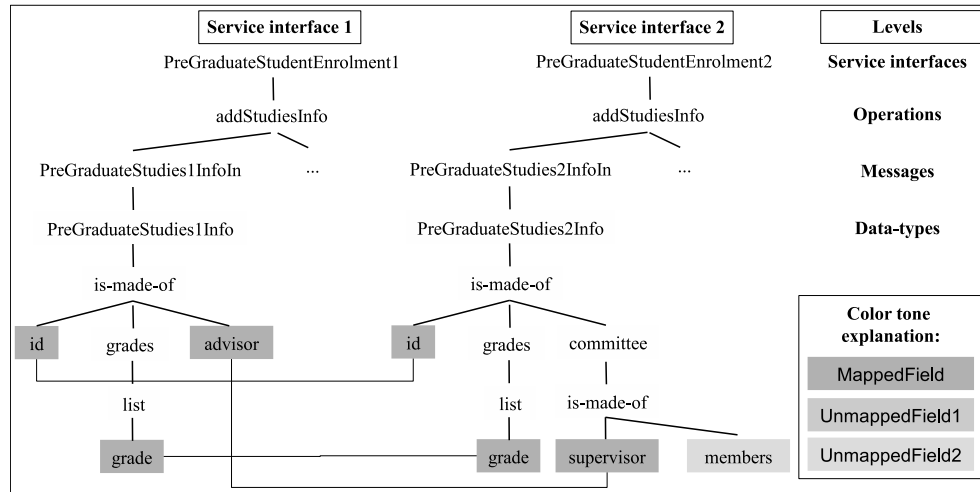 Service interface 1
Service interface 2
Levels
PreGraduateStudentEnrolment1
PreGraduateStudentEnrolment2
Service interfaces
addStudiesInfo
addStudiesInfo
Operations
PreGraduateStudies1InfoIn
...
PreGraduateStudies2InfoIn
...
Messages
PreGraduateStudies1Info
PreGraduateStudies2Info
Data-types
is-made-of
is-made-of
id
grades
advisor
id
grades
committee
list
list
is-made-of
grade
grade
supervisor
members
Color tone
explanation:
MappedField
UnmappedField1
UnmappedField2